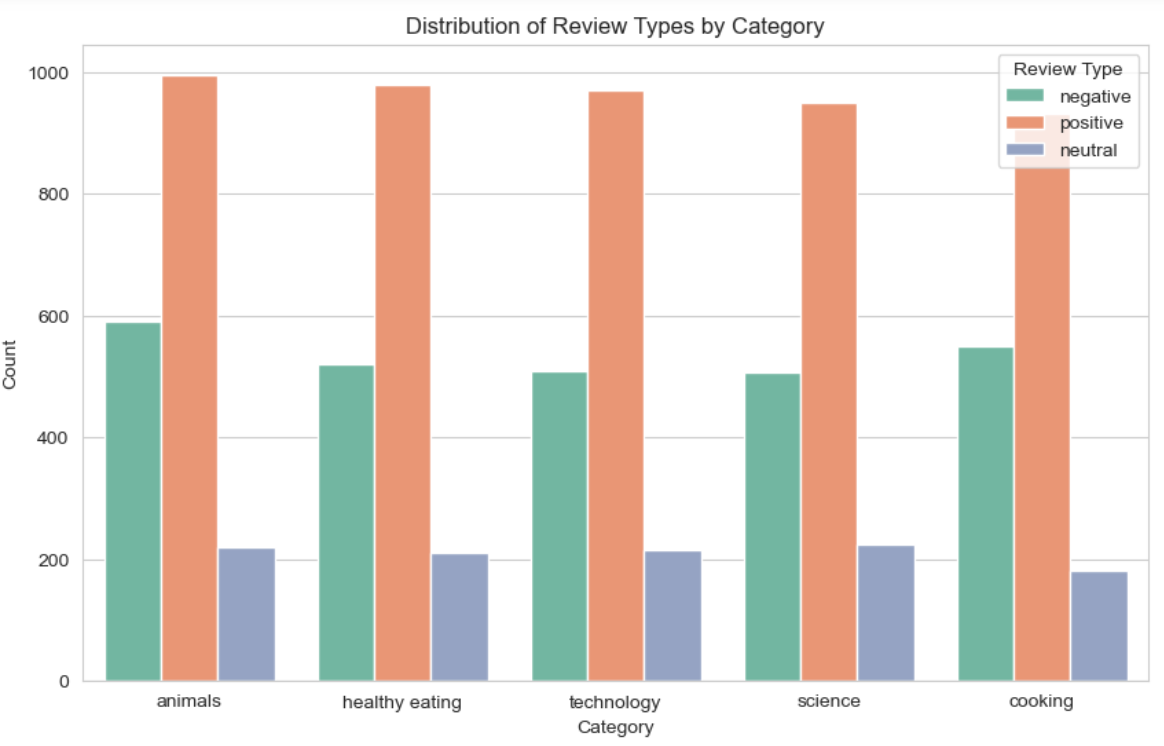 Distribution of Review Types by Category
Review Type
negative
positive
neutral
Count
1000
800
600
400
200
0
animals healthy eating technology science cooking
Category